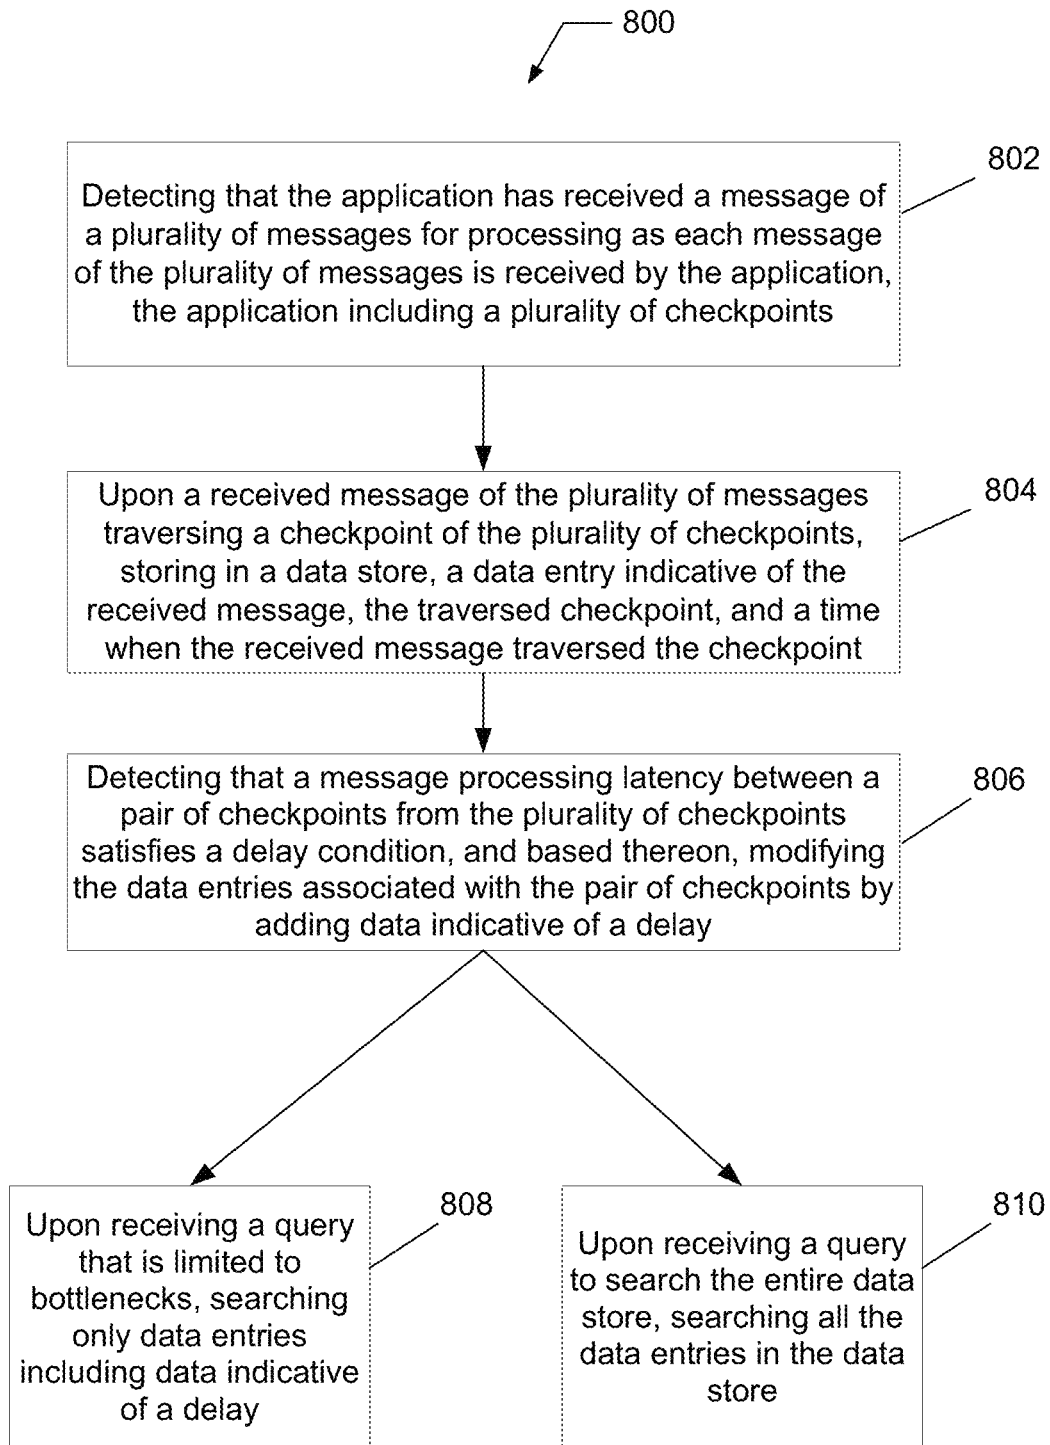 800
802
Detecting that the application has received a message of
a plurality of messages for processing as each message
of the plurality of messages is received by the application,
the application including a plurality of checkpoints
804
Upon a received message of the plurality of messages
traversing a checkpoint of the plurality of checkpoints,
storing in a data store, a data entry indicative of the
received message, the traversed checkpoint, and a time
when the received message traversed the checkpoint
806
Detecting that a message processing latency between a
pair of checkpoints from the plurality of checkpoints
satisfies a delay condition, and based thereon, modifying
the data entries associated with the pair of checkpoints by
adding data indicative of a delay
808
Upon receiving a query
that is limited to
bottlenecks, searching
only data entries
including data indicative
of a delay
810
Upon receiving a query
to search the entire data
store, searching all the
data entries in the data
store